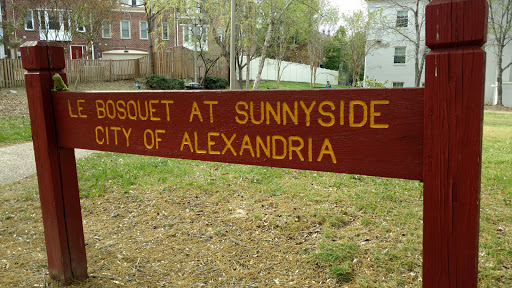 LE BOSQUET AT SUNNYSIDE
CITY OF ALEXANDRIA